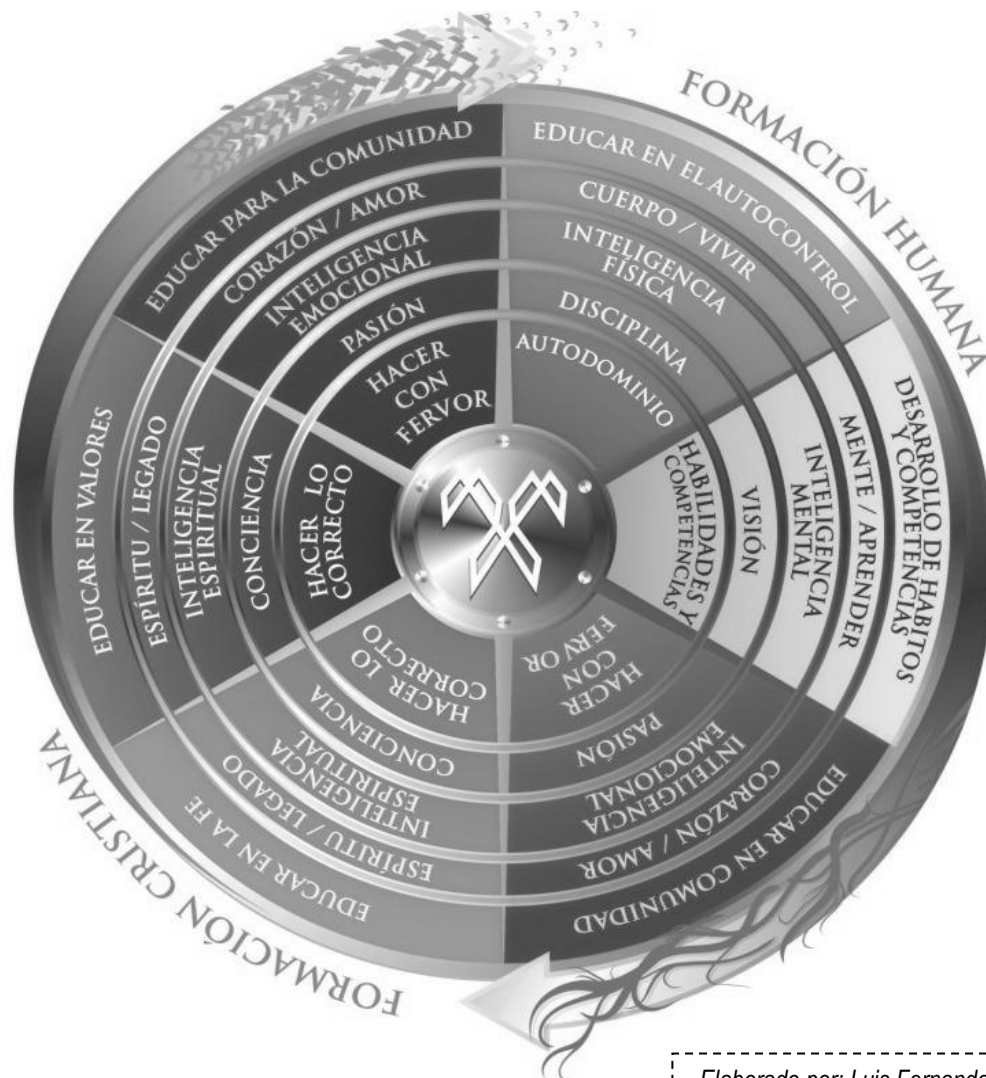 FORMACIÓN HUMANA
EDUCAR EN EL AUTOCONTROL
CUERPO / VIVIR
INTELIGENCIA
FÍSICA
DISCIPLINA
AUTODOMINIO
DESARROLLO DE HABITOS
Y COMPETENCIAS
MENTE / APRENDER
INTELIGENCIA
MENTAL
VISIÓN
HABILIDADES Y
COMPETENCIAS
EDUCAR EN COMUNIDAD
CORAZÓN / AMOR
INTELIGENCIA
EMOCIONAL
PASIÓN
HACER
CON
FERVOR
FORMACIÓN CRISTIANA
EDUCAR EN LA FE
ESPÍRITU / LEGADO
INTELIGENCIA
ESPIRITUAL
CONCIENCIA
HACER LO
CORRECTO
EDUCAR EN VALORES
ESPÍRITU / LEGADO
INTELIGENCIA
ESPIRITUAL
CONCIENCIA
HACER LO
CORRECTO
EDUCAR PARA LA COMUNIDAD
CORAZÓN / AMOR
INTELIGENCIA
EMOCIONAL
PASIÓN
HACER
CON
FERVOR
Elaborado por: Luis Fernando